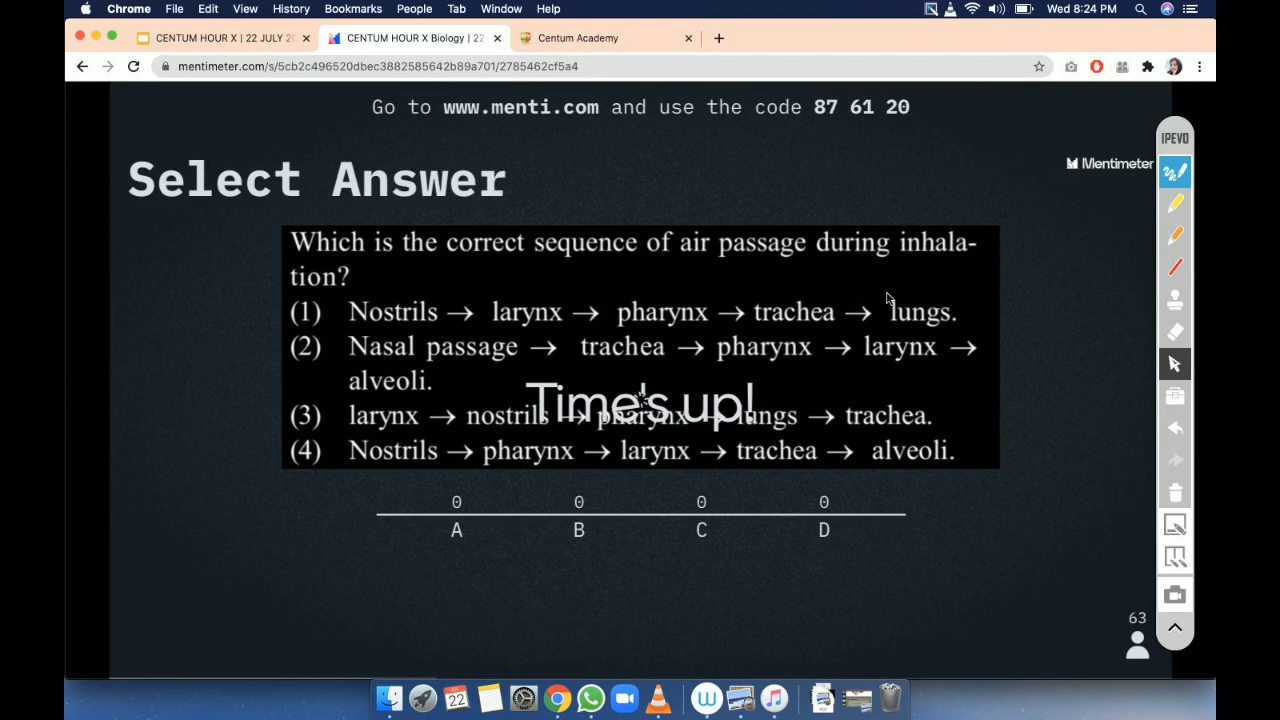 Chrome File Edit View History Bookmarks People Tab Window Help Wed 8:24 PM
CENTUM HOUR X | 22 JULY 2 CENTUM HOUR X Biology | 22 Centum Academy
mentimeter.com/s/5cb2c496520dbec3882585642b89a701/2785462cf5a4
Go to www.menti.com and use the code 87 61 20
IPEVO
Mentimeter
Select Answer
Which is the correct sequence of air passage during inhala-
tion?
(1) Nostrils → larynx → pharynx → trachea → lungs.
(2) Nasal passage → trachea → pharynx → larynx →
alveoli.
Time's up!
(3) larynx → nostrils → pharynx → lungs → trachea.
(4) Nostrils → pharynx → larynx → trachea → alveoli.
0 0 0 0
A B C D
63
JUL
22